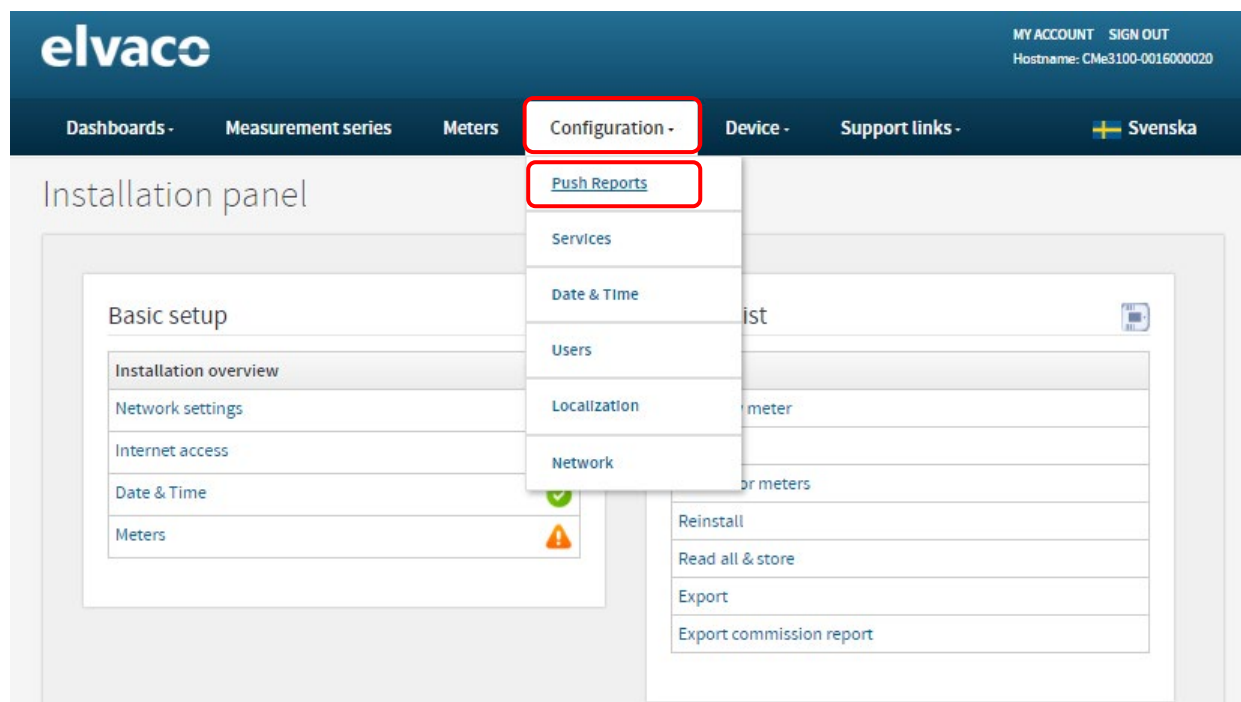 elvaco
MY ACCOUNT SIGN OUT
Hostname: CMe3100-0016000020
Dashboards - Measurement series Meters Configuration - Device - Support links - Svenska
Push Reports
Services
Date & Time
Users
Localization
Network
Installation panel
Basic setup
Installation overview
Network settings
Internet access
Date & Time
Meters
ist
meter
or meters
Reinstall
Read all & store
Export
Export commission report